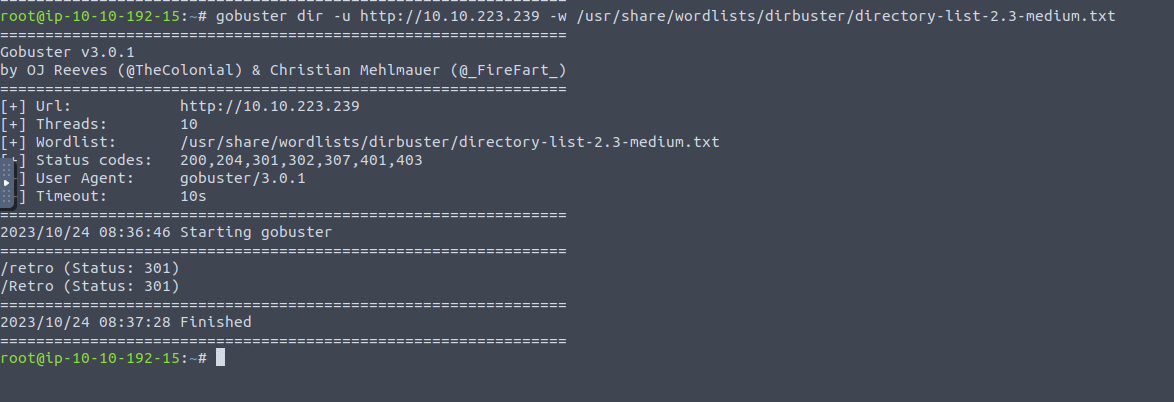 ============================================================
root@ip-10-10-192-15:~# gobuster dir -u http://10.10.223.239 -w /usr/share/wordlists/dirbuster/directory-list-2.3-medium.txt
===============================================================
Gobuster v3.0.1
by OJ Reeves (@TheColonial) & Christian Mehlmauer (@_FireFart_)
===============================================================
[+] Url:            http://10.10.223.239
[+] Threads:        10
[+] Wordlist:       /usr/share/wordlists/dirbuster/directory-list-2.3-medium.txt
[+] Status codes:   200,204,301,302,307,401,403
] User Agent:     gobuster/3.0.1
] Timeout:        10s
===============================================================
2023/10/24 08:36:46 Starting gobuster
===============================================================
/retro (Status: 301)
/Retro (Status: 301)
===============================================================
2023/10/24 08:37:28 Finished
===============================================================
root@ip-10-10-192-15:~#